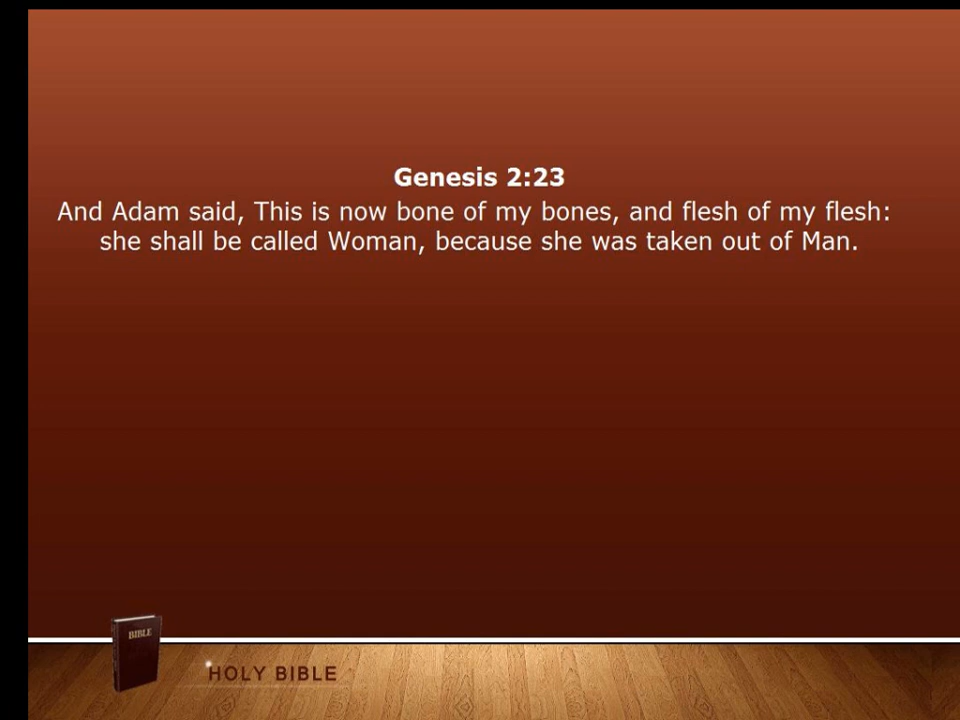 Genesis 2:23
And Adam said, This is now bone of my bones, and flesh of my flesh:
she shall be called Woman, because she was taken out of Man.
BIBLE
HOLY BIBLE